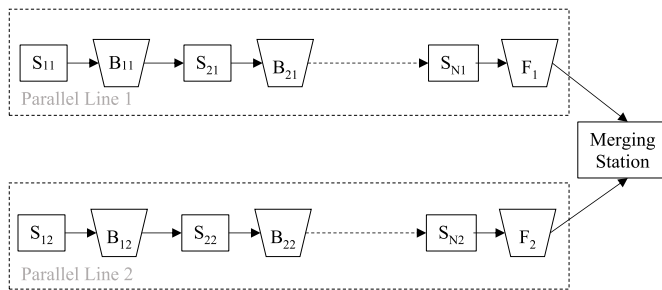 S11 B11 S21 B21 SN1 F1
Parallel Line 1
Merging
Station
S12 B12 S22 B22 SN2 F2
Parallel Line 2